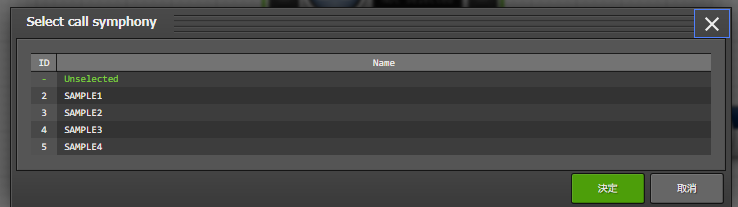 Select call symphony
ID Name
- Unselected
2 SAMPLE1
3 SAMPLE2
4 SAMPLE3
5 SAMPLE4
決定 取消